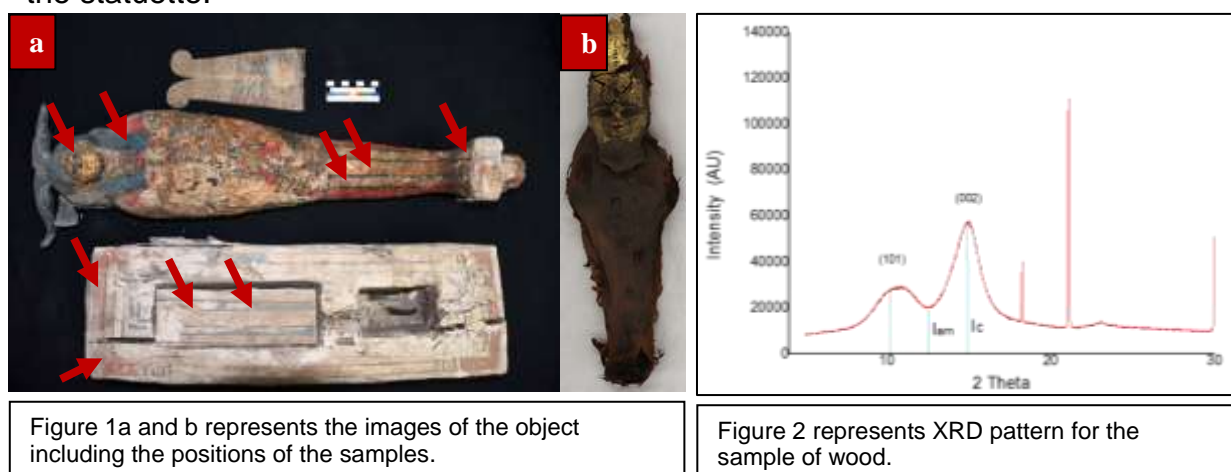 the statuette.
a
b
140000
120000
100000
80000
60000
40000
20000
0
Intensity (AU)
(101)
(002)
Iam
Ic
10
20
30
2 Theta
Figure 1a and b represents the images of the object
including the positions of the samples.
Figure 2 represents XRD pattern for the
sample of wood.